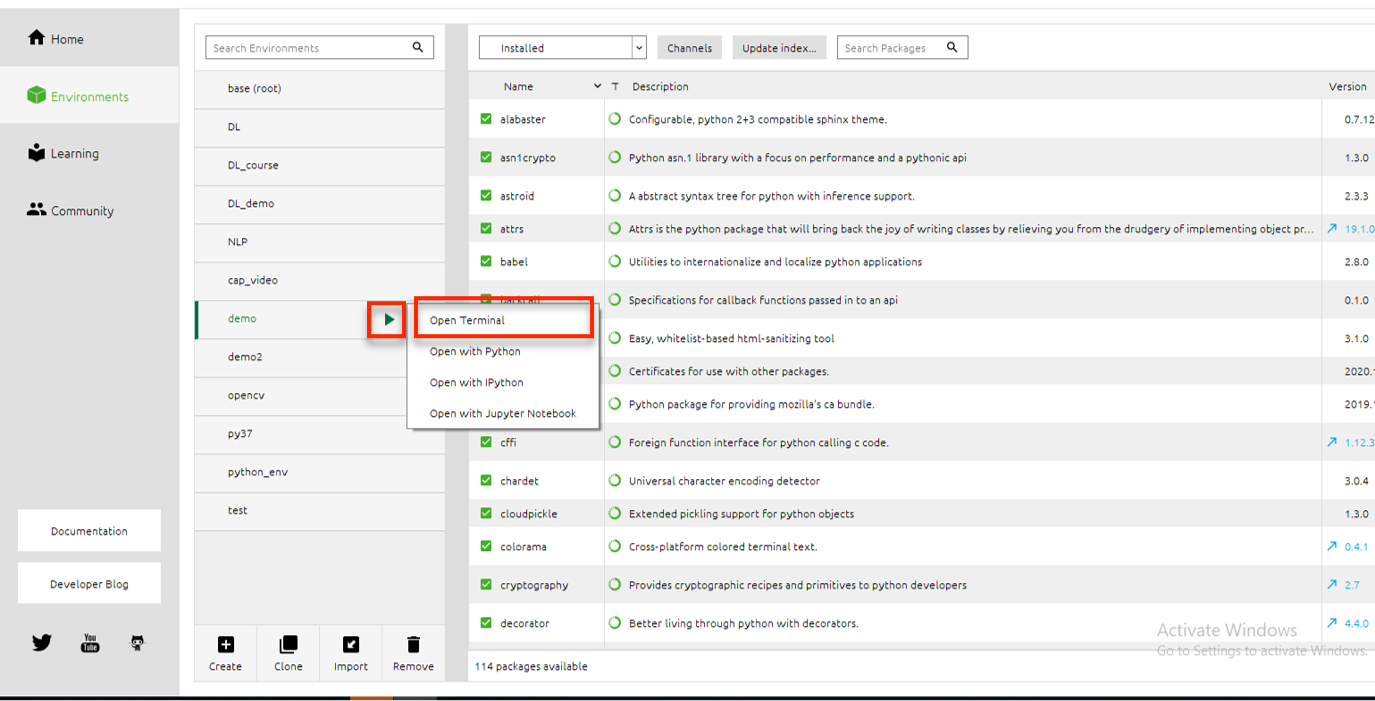 Home
Environments
Learning
Community
Documentation
Developer Blog
You
Tube
Search Environments
base (root)
DL
DL_course
DL_demo
NLP
cap_video
demo
demo2
opencv
py37
python_env
test
Create
Clone
Import
Remove
Open Terminal
Open with Python
Open with IPython
Open with Jupyter Notebook
Installed
Channels
Update index...
Search Packages
Name T Description Version
alabaster Configurable, python 2+3 compatible sphinx theme. 0.7.12
asn1crypto Python asn.1 library with a focus on performance and a pythonic api 1.3.0
astroid A abstract syntax tree for python with inference support. 2.3.3
attrs Attrs is the python package that will bring back the joy of writing classes by relieving you from the drudgery of implementing object pr... 19.1.0
babel Utilities to internationalize and localize python applications 2.8.0
Specifications for callback functions passed in to an api 0.1.0
Easy, whitelist-based html-sanitizing tool 3.1.0
Certificates for use with other packages. 2020.
Python package for providing mozilla's ca bundle. 2019.
cffi Foreign function interface for python calling c code. 1.12.3
chardet Universal character encoding detector 3.0.4
cloudpickle Extended pickling support for python objects 1.3.0
colorama Cross-platform colored terminal text. 0.4.1
cryptography Provides cryptographic recipes and primitives to python developers 2.7
decorator Better living through python with decorators. 4.4.0
114 packages available
Activate Windows
Go to Settings to activate Windows.